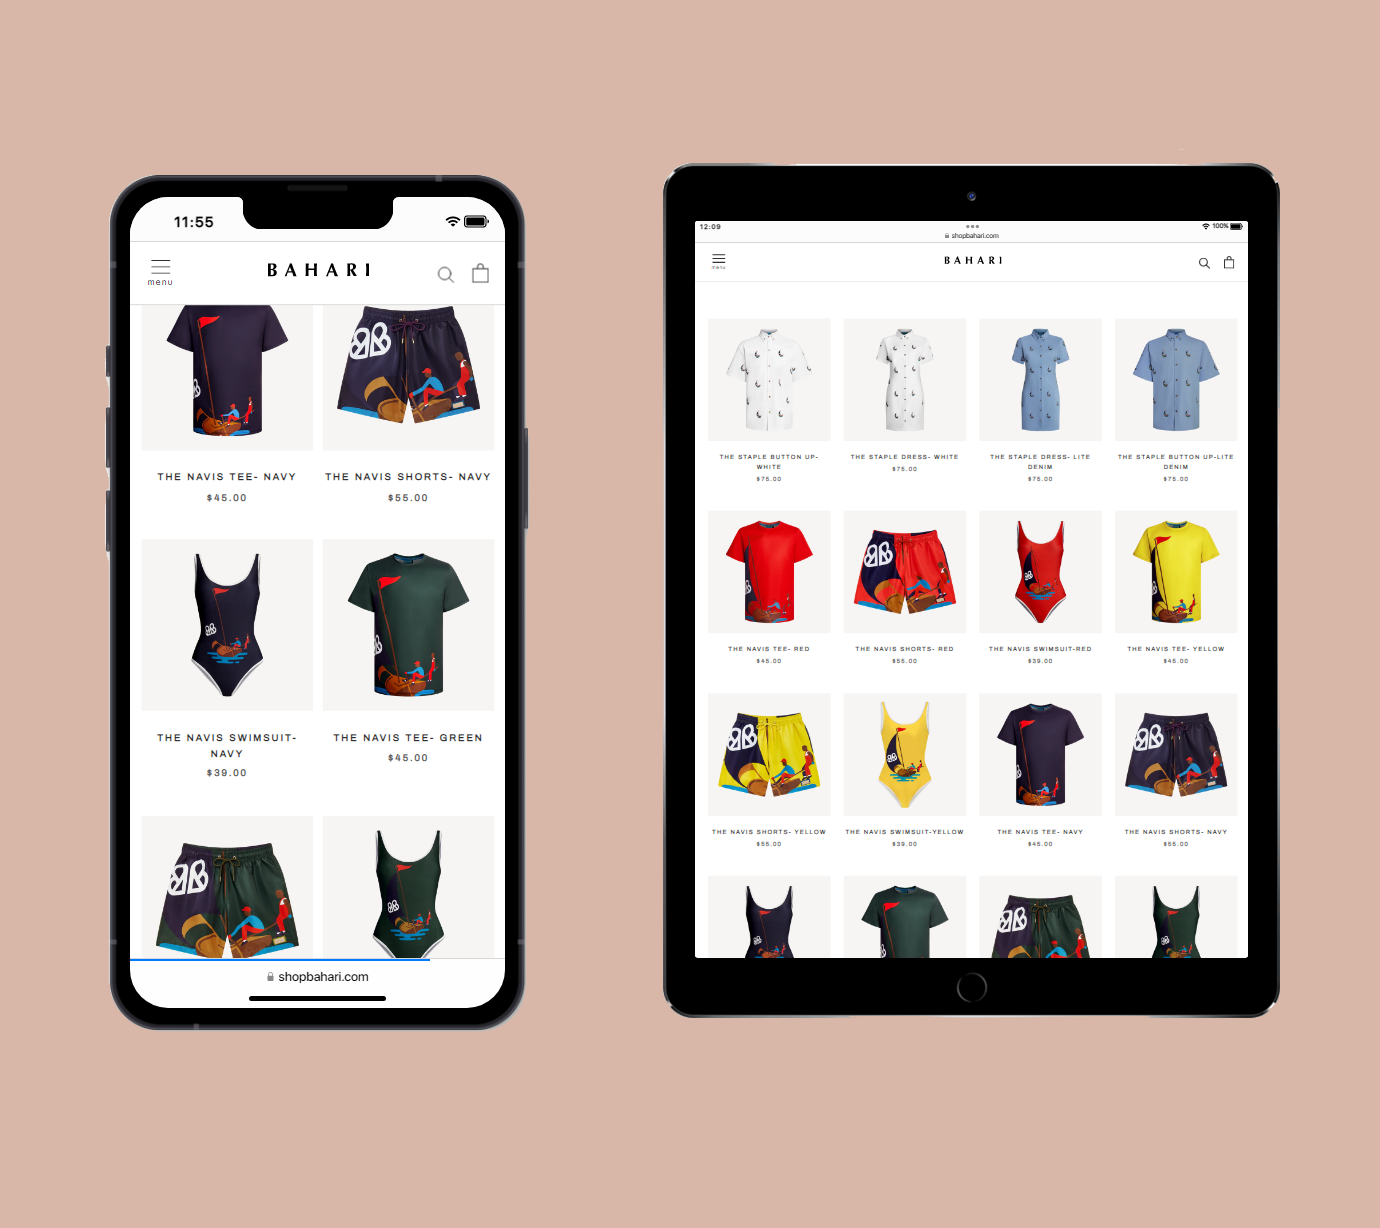 11:55
menu
BAHARI
THE NAVIS TEE- NAVY
$45.00
THE NAVIS SHORTS- NAVY
$55.00
THE NAVIS SWIMSUIT-
NAVY
$39.00
THE NAVIS TEE- GREEN
$45.00
shopbahari.com
12:09
shopbahari.com
100%
menu
BAHARI
THE STAPLE BUTTON UP-
WHITE
$75.00
THE STAPLE DRESS- WHITE
$75.00
THE STAPLE DRESS- LITE
DENIM
$75.00
THE STAPLE BUTTON UP-LITE
DENIM
$75.00
THE NAVIS TEE- RED
$45.00
THE NAVIS SHORTS- RED
$55.00
THE NAVIS SWIMSUIT-RED
$39.00
THE NAVIS TEE- YELLOW
$45.00
THE NAVIS SHORTS- YELLOW
$55.00
THE NAVIS SWIMSUIT-YELLOW
$39.00
THE NAVIS TEE- NAVY
$45.00
THE NAVIS SHORTS- NAVY
$55.00